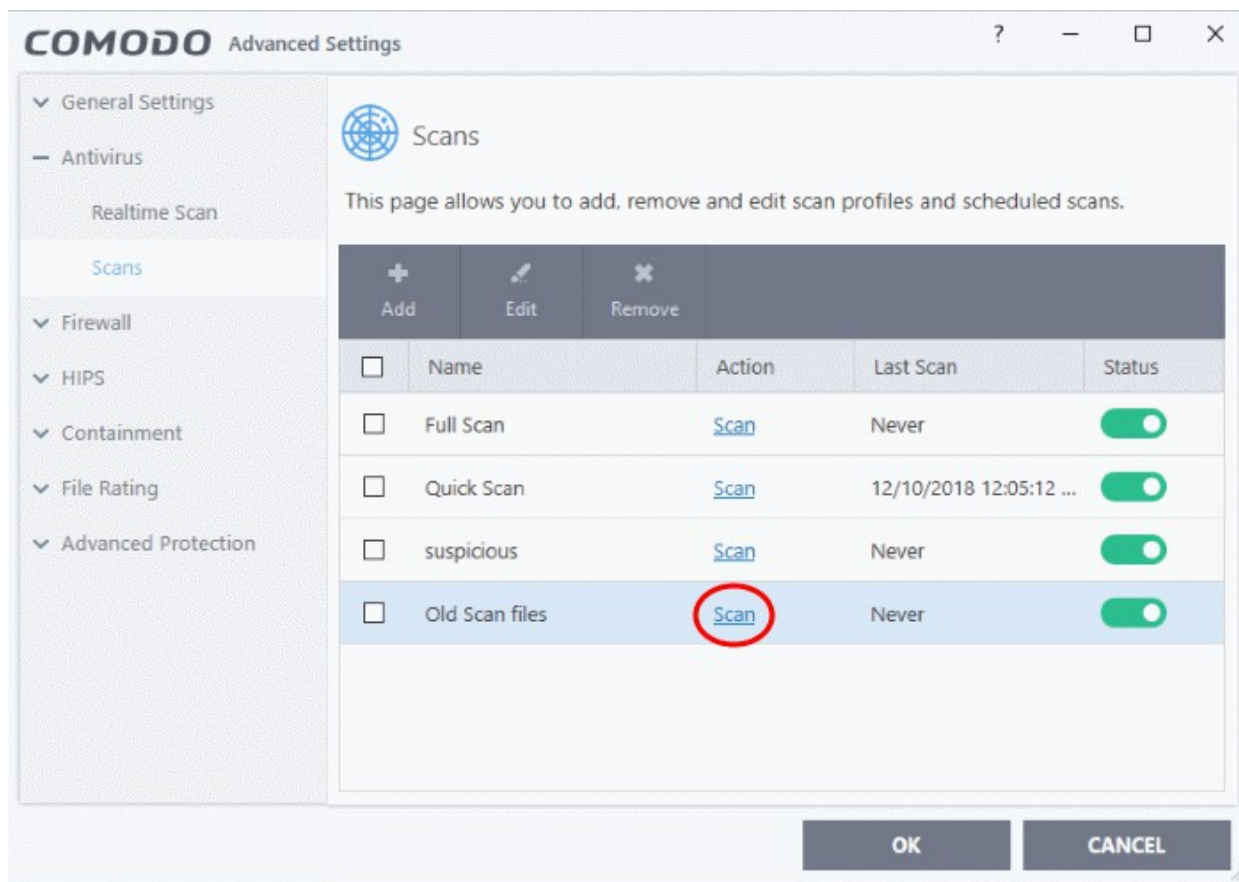 COMODO Advanced Settings ?
General Settings
Antivirus
Realtime Scan
Scans
Firewall
HIPS
Containment
File Rating
Advanced Protection
Scans
This page allows you to add, remove and edit scan profiles and scheduled scans.
Add Edit Remove
Name Action Last Scan Status
Full Scan Scan Never
Quick Scan Scan 12/10/2018 12:05:12 ...
suspicious Scan Never
Old Scan files Scan Never
OK CANCEL